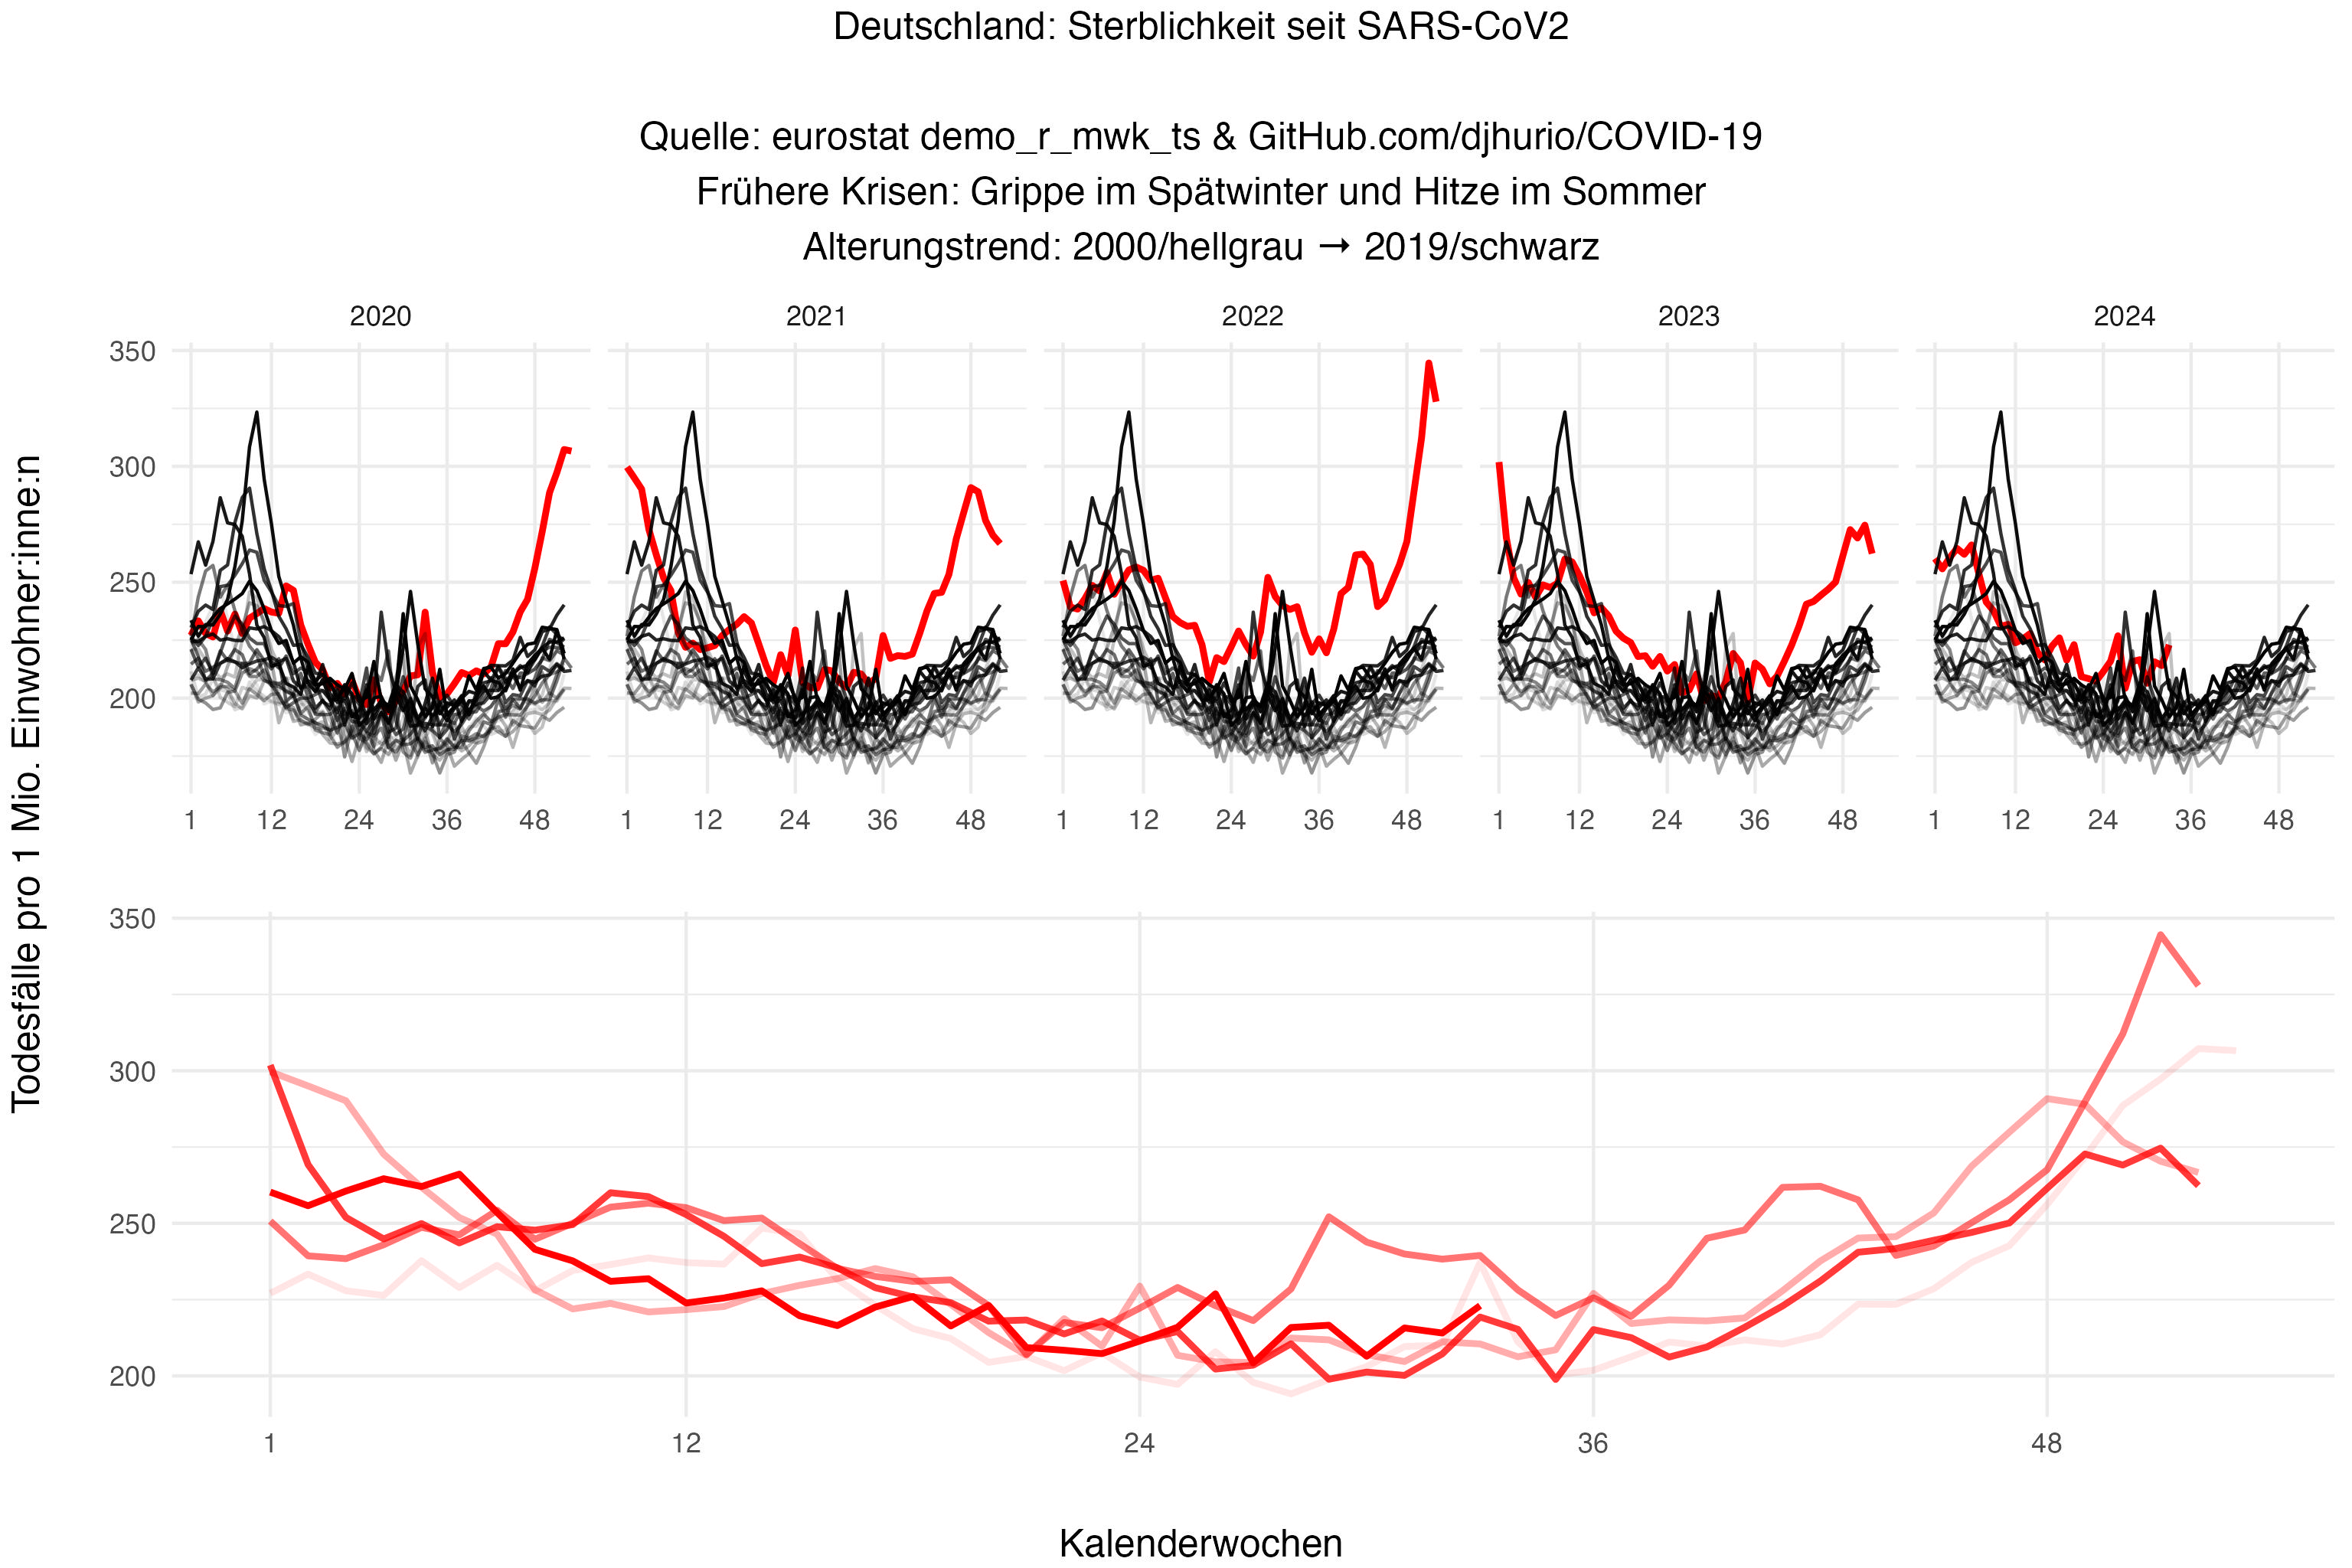 Deutschland: Sterblichkeit seit SARS-CoV2
Quelle: eurostat demo_r_mwk_ts & GitHub.com/djhurio/COVID-19
Frühere Krisen: Grippe im Spätwinter und Hitze im Sommer
Alterungstrend: 2000/hellgrau → 2019/schwarz
Todesfälle pro 1 Mio. Einwohner:inne:n
2020 2021 2022 2023 2024
350
300
250
200
1 12 24 36 48 1 12 24 36 48 1 12 24 36 48 1 12 24 36 48 1 12 24 36 48
350
300
250
200
1 12 24 36 48
Kalenderwochen